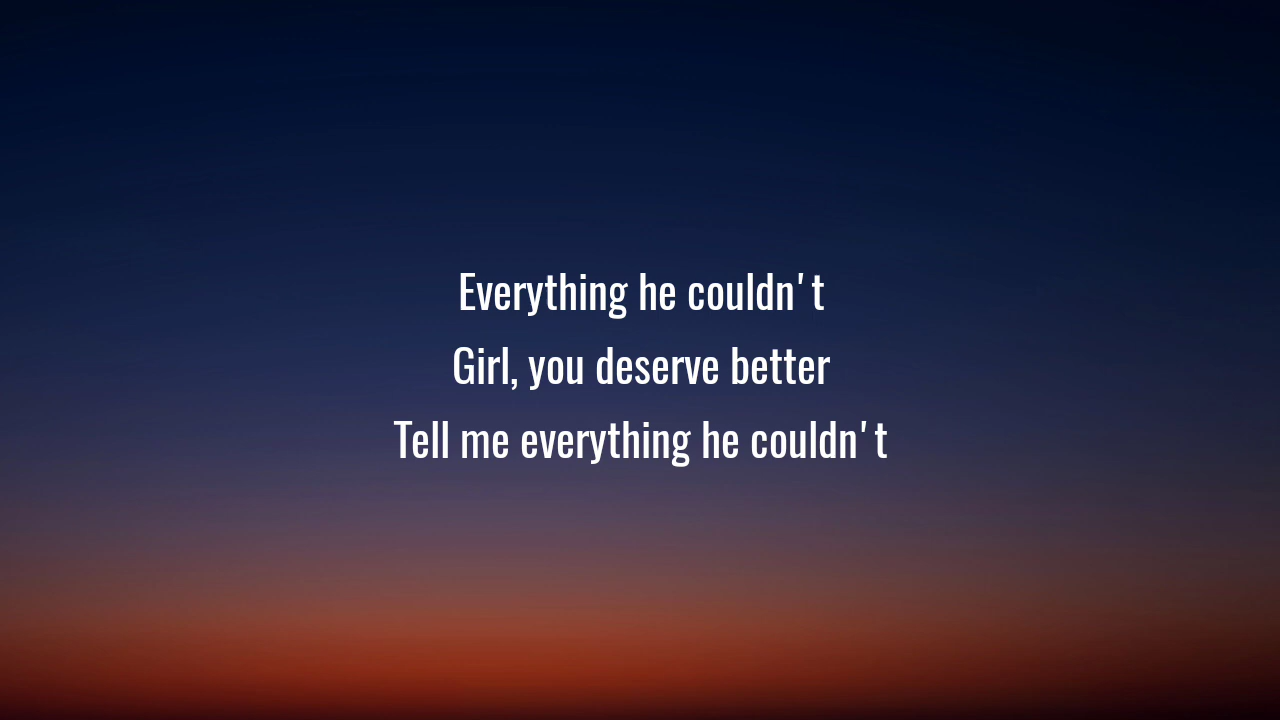 Everything he couldn't
Girl, you deserve better
Tell me everything he couldn't